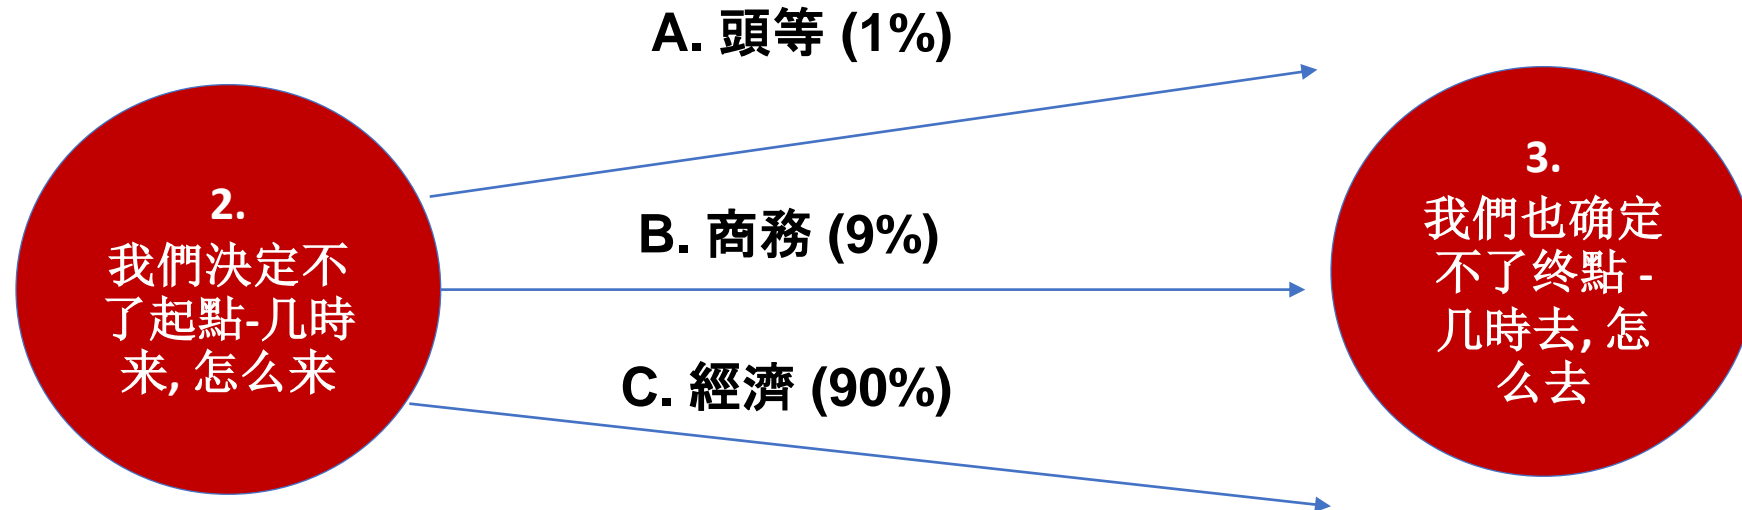 A. 頭等 (1%)
2.
我們決定不
了起點-几時
来, 怎么来
B. 商務 (9%)
C. 經濟 (90%)
3.
我們也确定
不了终點 -
几時去, 怎
么去